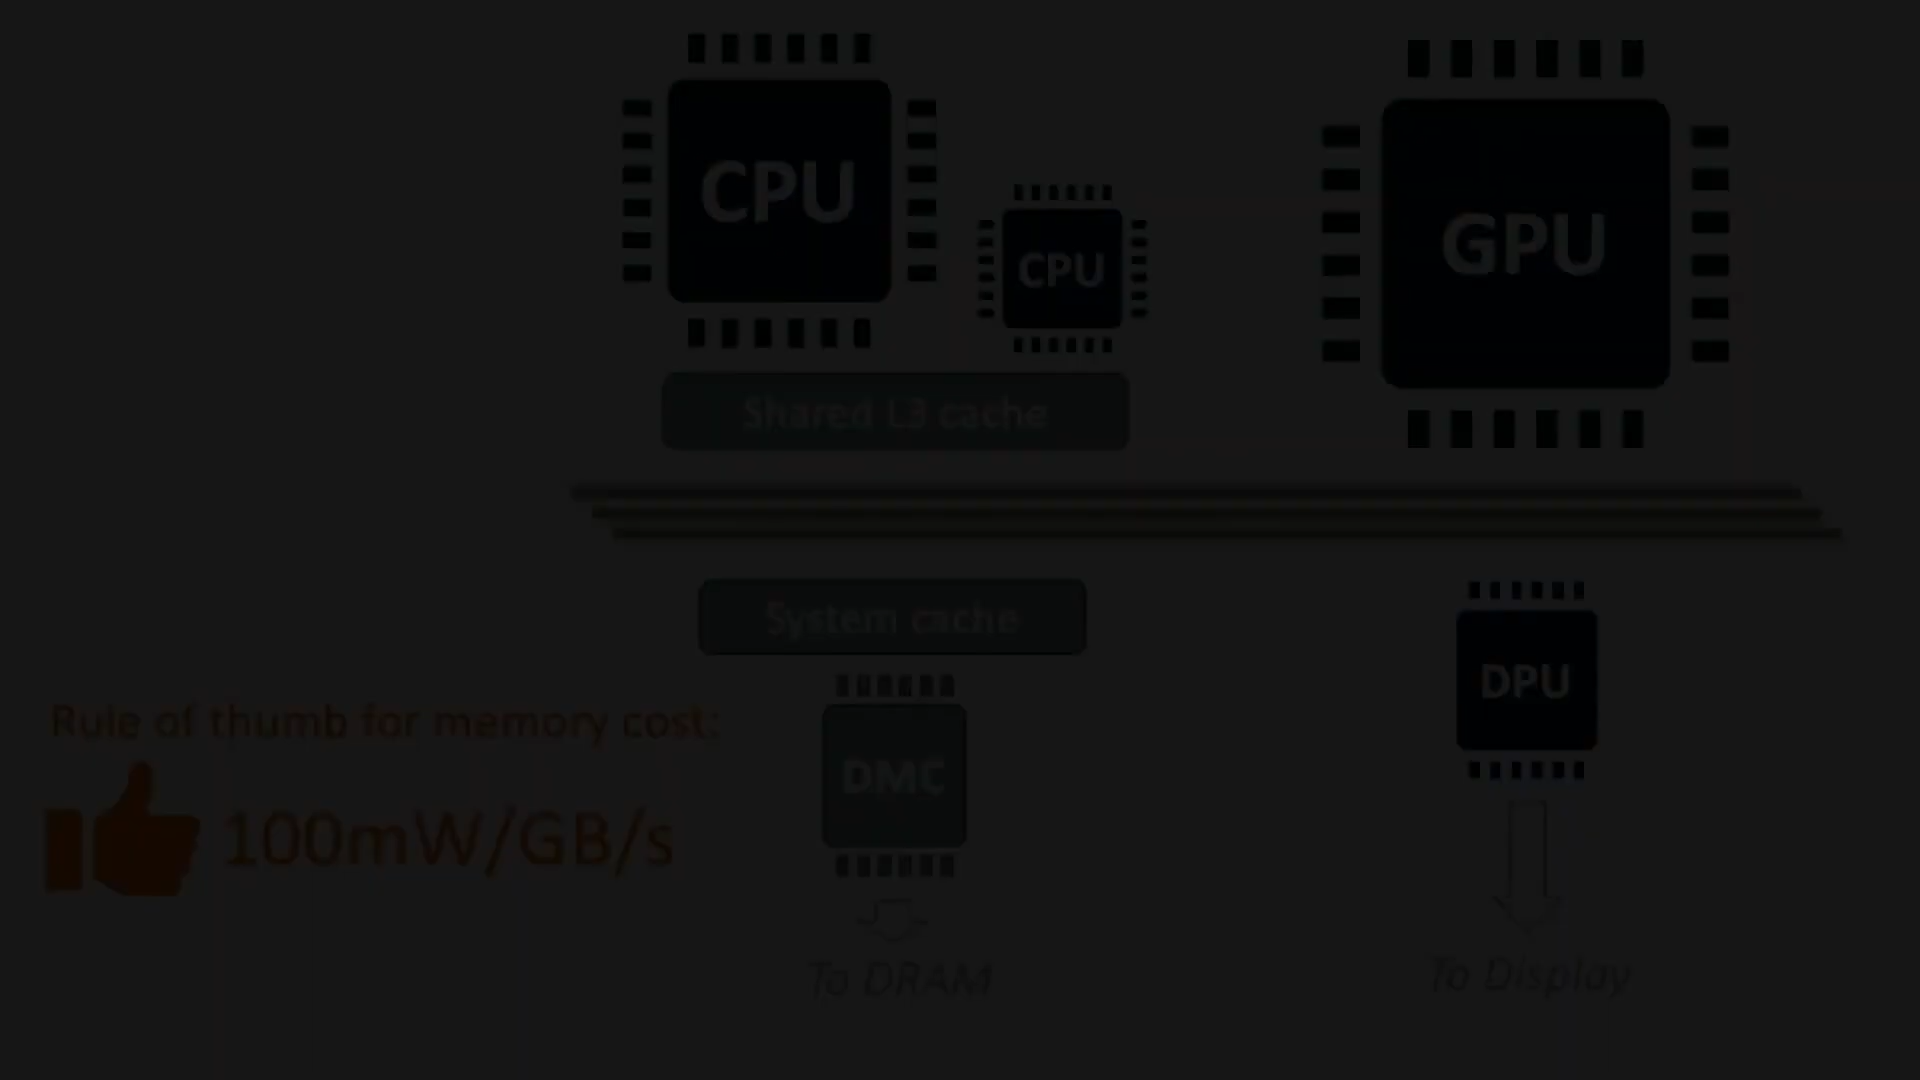 CPU
CPU
GPU
Shared L3 cache
System cache
DPU
Rule of thumb for memory cost:
DMC
100mW/GB/s
To DRAM
To Display